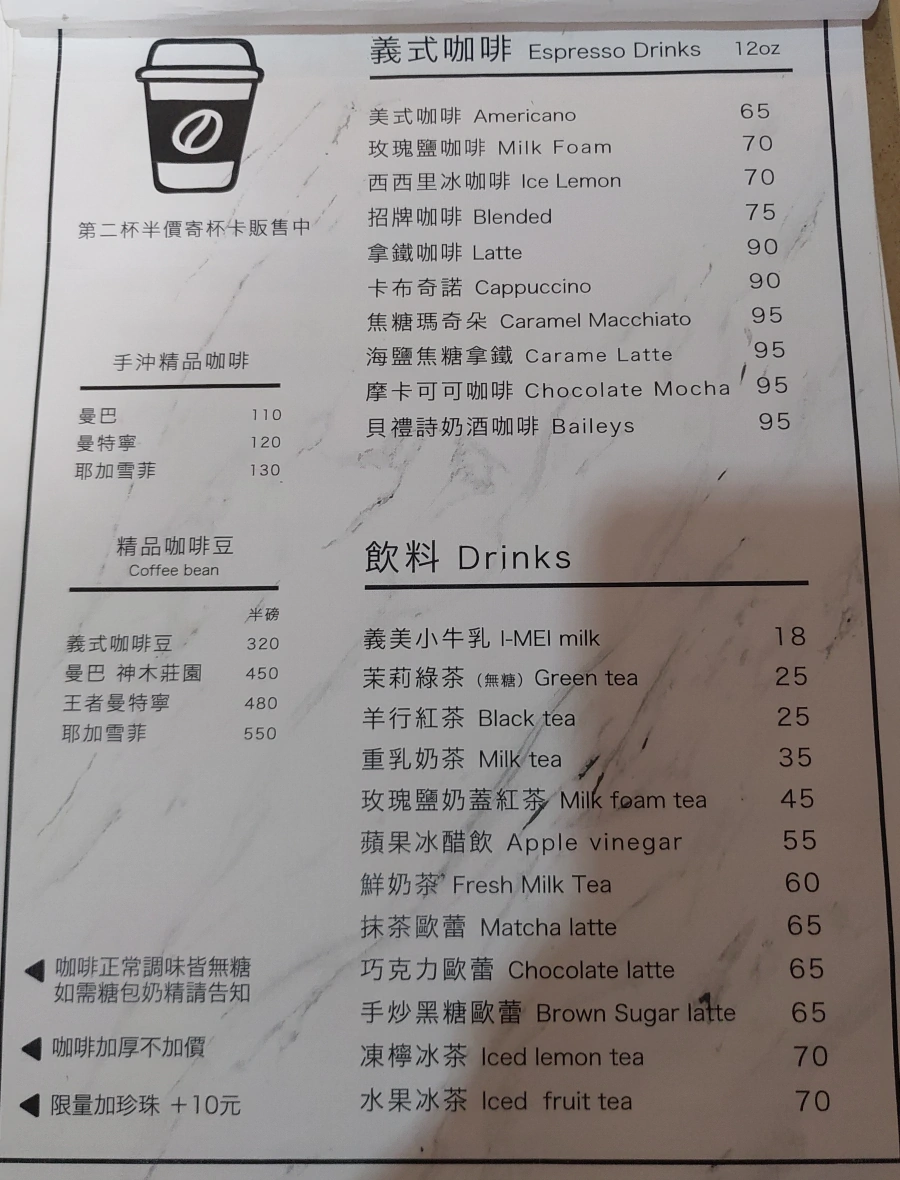 第二杯半價寄杯卡販售中
手沖精品咖啡
曼巴 110
曼特寧 120
耶加雪菲 130
精品咖啡豆
Coffee bean
半磅
義式咖啡豆 320
曼巴 神木莊園 450
王者曼特寧 480
耶加雪菲 550
咖啡正常調味皆無糖
如需糖包奶精請告知
咖啡加厚不加價
限量加珍珠 +10元
義式咖啡 Espresso Drinks 12oz
美式咖啡 Americano 65
玫瑰鹽咖啡 Milk Foam 70
西西里冰咖啡 Ice Lemon 70
招牌咖啡 Blended 75
拿鐵咖啡 Latte 90
卡布奇諾 Cappuccino 90
焦糖瑪奇朵 Caramel Macchiato 95
海鹽焦糖拿鐵 Carame Latte 95
摩卡可可咖啡 Chocolate Mocha 95
貝禮詩奶酒咖啡 Baileys 95
飲料 Drinks
義美小牛乳 I-MEI milk 18
茉莉綠茶（無糖）Green tea 25
羊行紅茶 Black tea 25
重乳奶茶 Milk tea 35
玫瑰鹽奶蓋紅茶 Milk foam tea 45
蘋果冰醋飲 Apple vinegar 55
鮮奶茶 Fresh Milk Tea 60
抹茶歐蕾 Matcha latte 65
巧克力歐蕾 Chocolate latte 65
手炒黑糖歐蕾 Brown Sugar latte 65
凍檸冰茶 Iced lemon tea 70
水果冰茶 Iced fruit tea 70